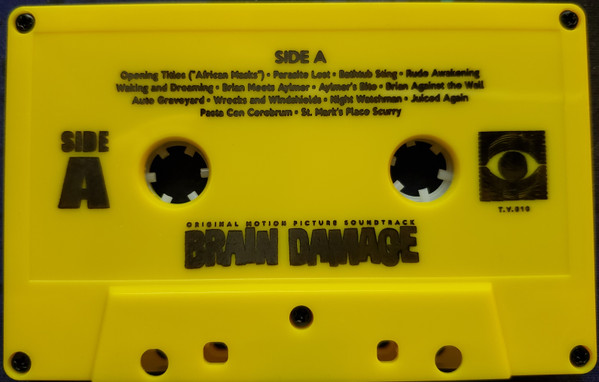 SIDE A
Opening Titles ("African Masks") • Parasite Lost • Bathtub Sting • Rude Awakening
Waking and Dreaming • Brian Meets Aylmer • Aylmer's Bite • Brian Against the Wall
Auto Graveyard • Wrecks and Windshields • Night Watchman • Juiced Again
Pasta Con Cerebrum • St. Mark's Place Scurry
SIDE
A
T.V.010
ORIGINAL MOTION PICTURE SOUNDTRACK
BRAIN DAMAGE